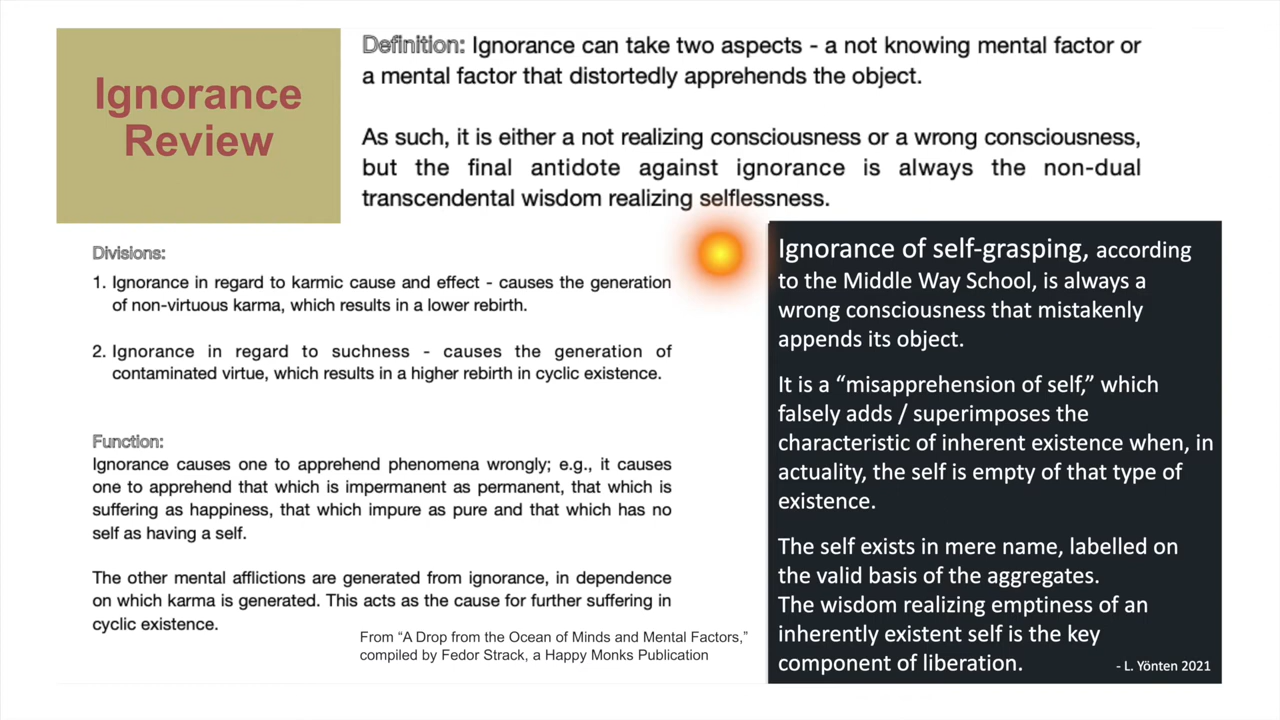 Ignorance
Review
Definition: Ignorance can take two aspects - a not knowing mental factor or
a mental factor that distortedly apprehends the object.
As such, it is either a not realizing consciousness or a wrong consciousness,
but the final antidote against ignorance is always the non-dual
transcendental wisdom realizing selflessness.
Divisions:
1. Ignorance in regard to karmic cause and effect - causes the generation
of non-virtuous karma, which results in a lower rebirth.
2. Ignorance in regard to suchness - causes the generation of
contaminated virtue, which results in a higher rebirth in cyclic existence.
Function:
Ignorance causes one to apprehend phenomena wrongly; e.g., it causes
one to apprehend that which is impermanent as permanent, that which is
suffering as happiness, that which impure as pure and that which has no
self as having a self.
The other mental afflictions are generated from ignorance, in dependence
on which karma is generated. This acts as the cause for further suffering in
cyclic existence.
From “A Drop from the Ocean of Minds and Mental Factors,”
compiled by Fedor Strack, a Happy Monks Publication
Ignorance of self-grasping, according
to the Middle Way School, is always a
wrong consciousness that mistakenly
appends its object.
It is a “misapprehension of self,” which
falsely adds / superimposes the
characteristic of inherent existence when, in
actuality, the self is empty of that type of
existence.
The self exists in mere name, labelled on
the valid basis of the aggregates.
The wisdom realizing emptiness of an
inherently existent self is the key
component of liberation.
- L. Yönten 2021